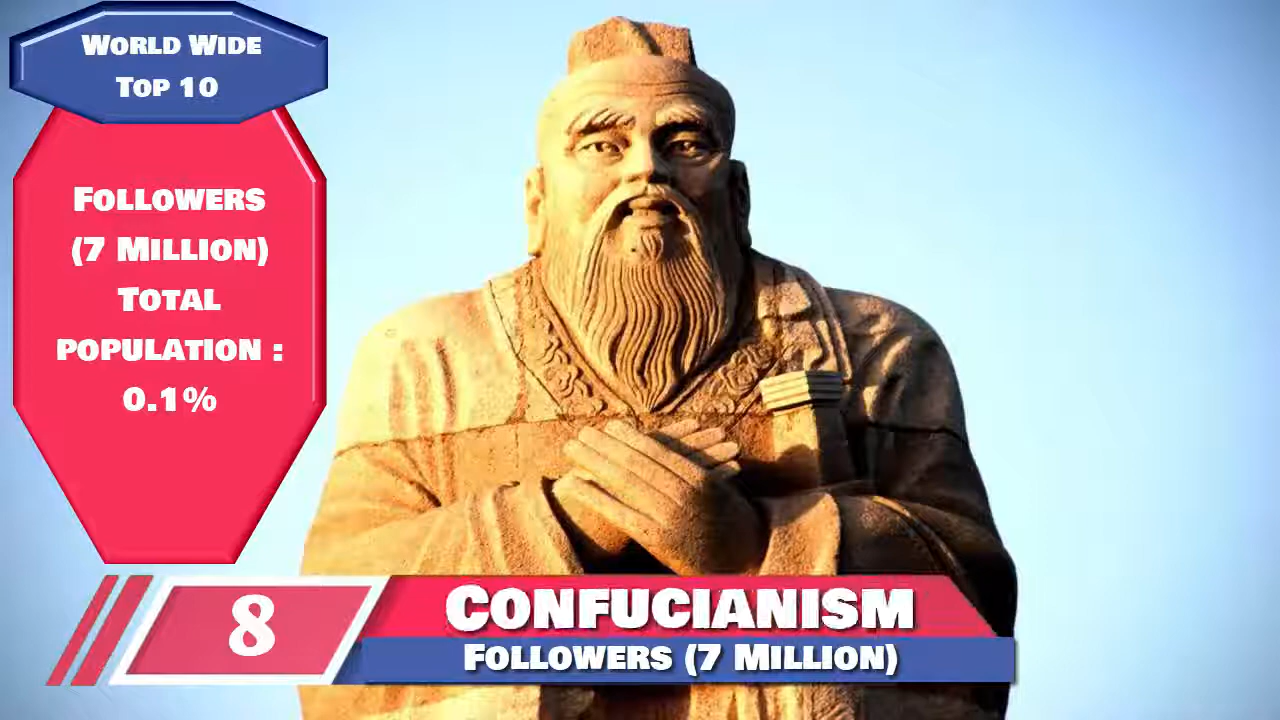 World Wide
Top 10
Followers
(7 Million)
Total
population :
0.1%
8
Confucianism
Followers (7 Million)